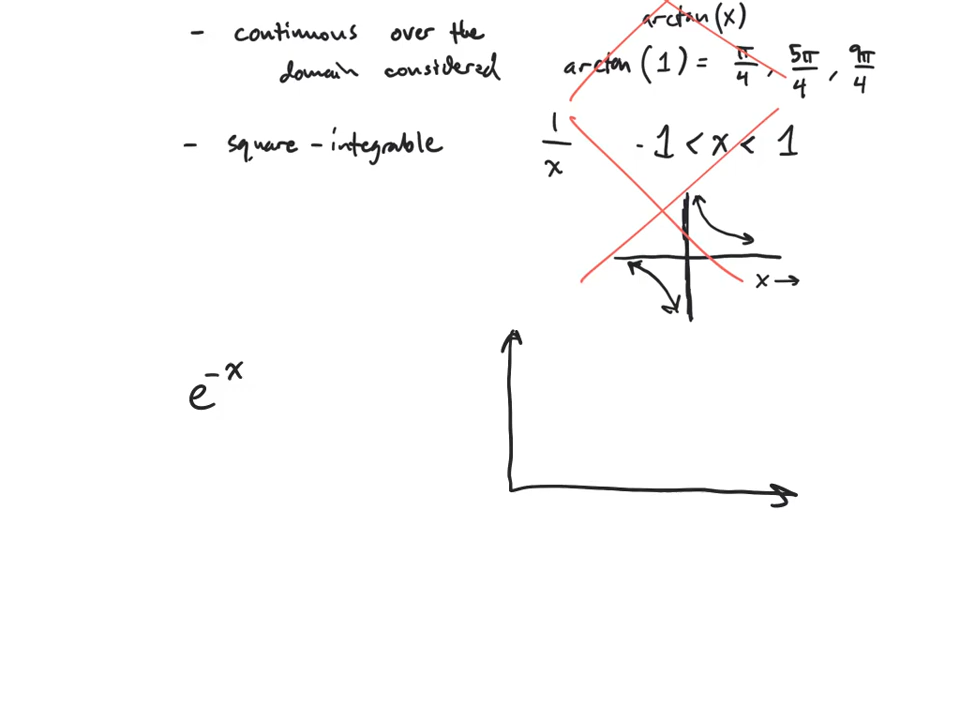 arctan(x)
- continuous over the
domain considered
arctan (1) = π/4, 5π/4, 9π/4
- square-integrable
1/x -1 < x < 1
x →
e^-x